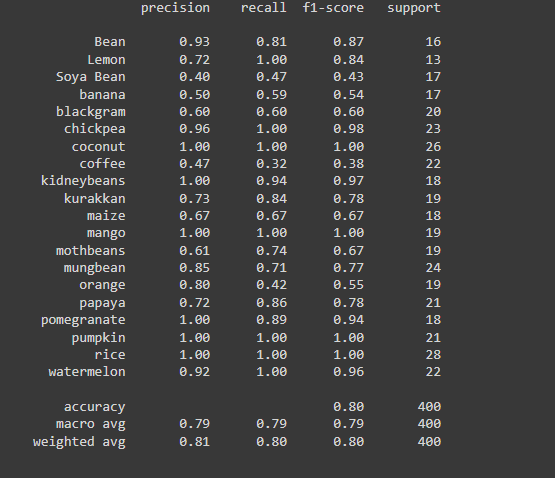 precision recall f1-score support
Bean 0.93 0.81 0.87 16
Lemon 0.72 1.00 0.84 13
Soya Bean 0.40 0.47 0.43 17
banana 0.50 0.59 0.54 17
blackgram 0.60 0.60 0.60 20
chickpea 0.96 1.00 0.98 23
coconut 1.00 1.00 1.00 26
coffee 0.47 0.32 0.38 22
kidneybeans 1.00 0.94 0.97 18
kurakkan 0.73 0.84 0.78 19
maize 0.67 0.67 0.67 18
mango 1.00 1.00 1.00 19
mothbeans 0.61 0.74 0.67 19
mungbean 0.85 0.71 0.77 24
orange 0.80 0.42 0.55 19
papaya 0.72 0.86 0.78 21
pomegranate 1.00 0.89 0.94 18
pumpkin 1.00 1.00 1.00 21
rice 1.00 1.00 1.00 28
watermelon 0.92 1.00 0.96 22
accuracy 0.80 400
macro avg 0.79 0.79 0.79 400
weighted avg 0.81 0.80 0.80 400